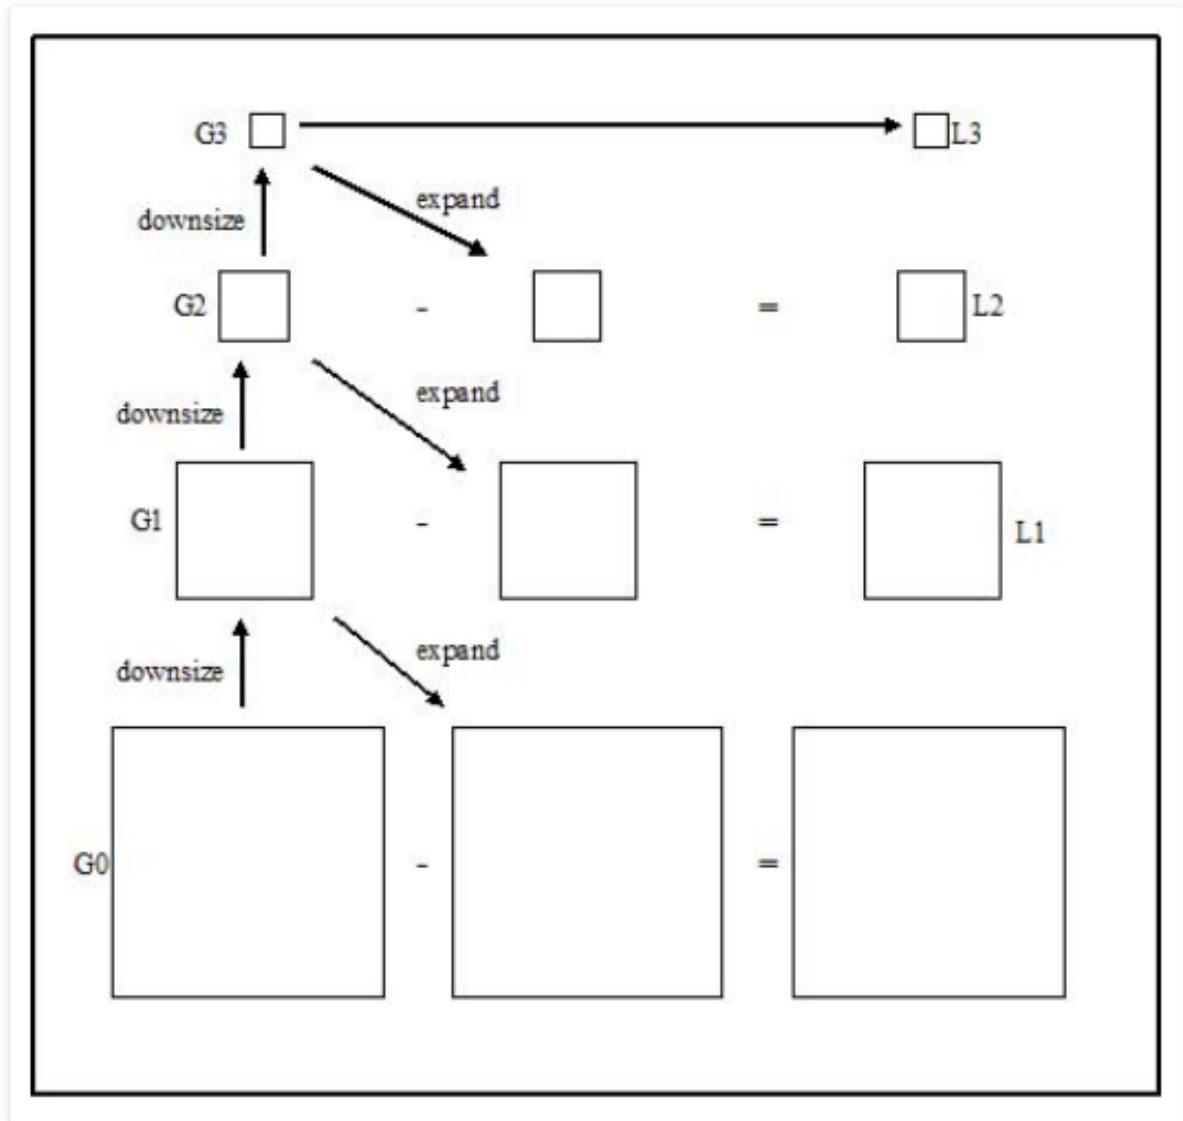 G3
L3
expand
downsize
G2 - = L2
expand
downsize
G1 - = L1
expand
downsize
G0 - =